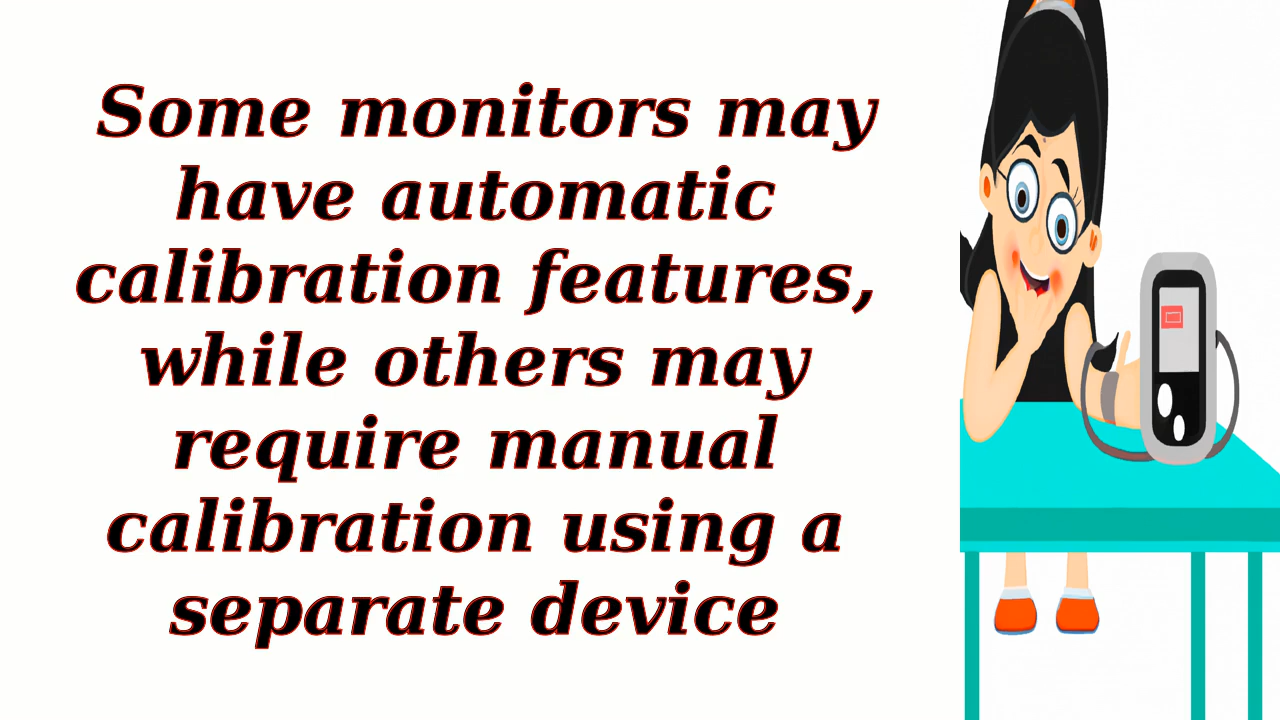 Some monitors may
have automatic
calibration features,
while others may
require manual
calibration using a
separate device